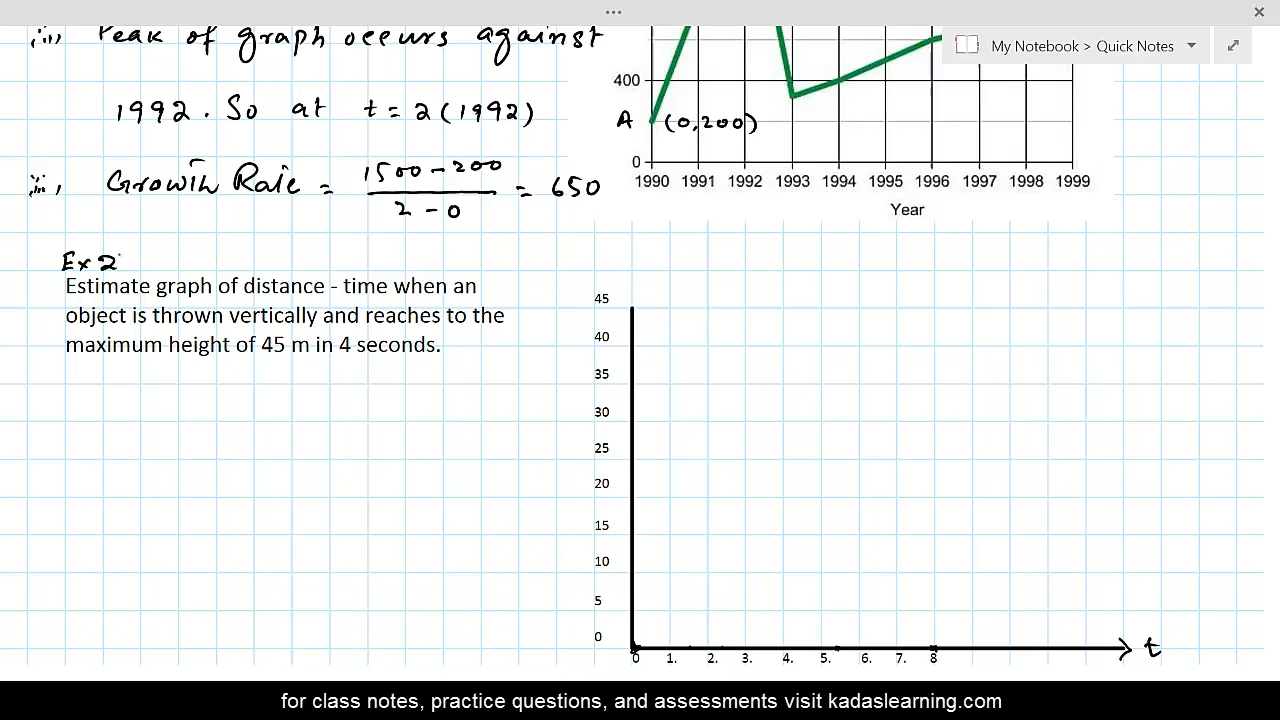 Peak of graph occurs against
1992. So at t = 2 (1992)
Growth Rate = 1500 - 200 / 2 - 0 = 650
Ex 2
Estimate graph of distance - time when an
object is thrown vertically and reaches to the
maximum height of 45 m in 4 seconds.
My Notebook > Quick Notes
400
A (0,200)
0
1990 1991 1992 1993 1994 1995 1996 1997 1998 1999
Year
45
40
35
30
25
20
15
10
5
0
0 1. 2. 3. 4. 5. 6. 7. 8
t
for class notes, practice questions, and assessments visit kadaslearning.com